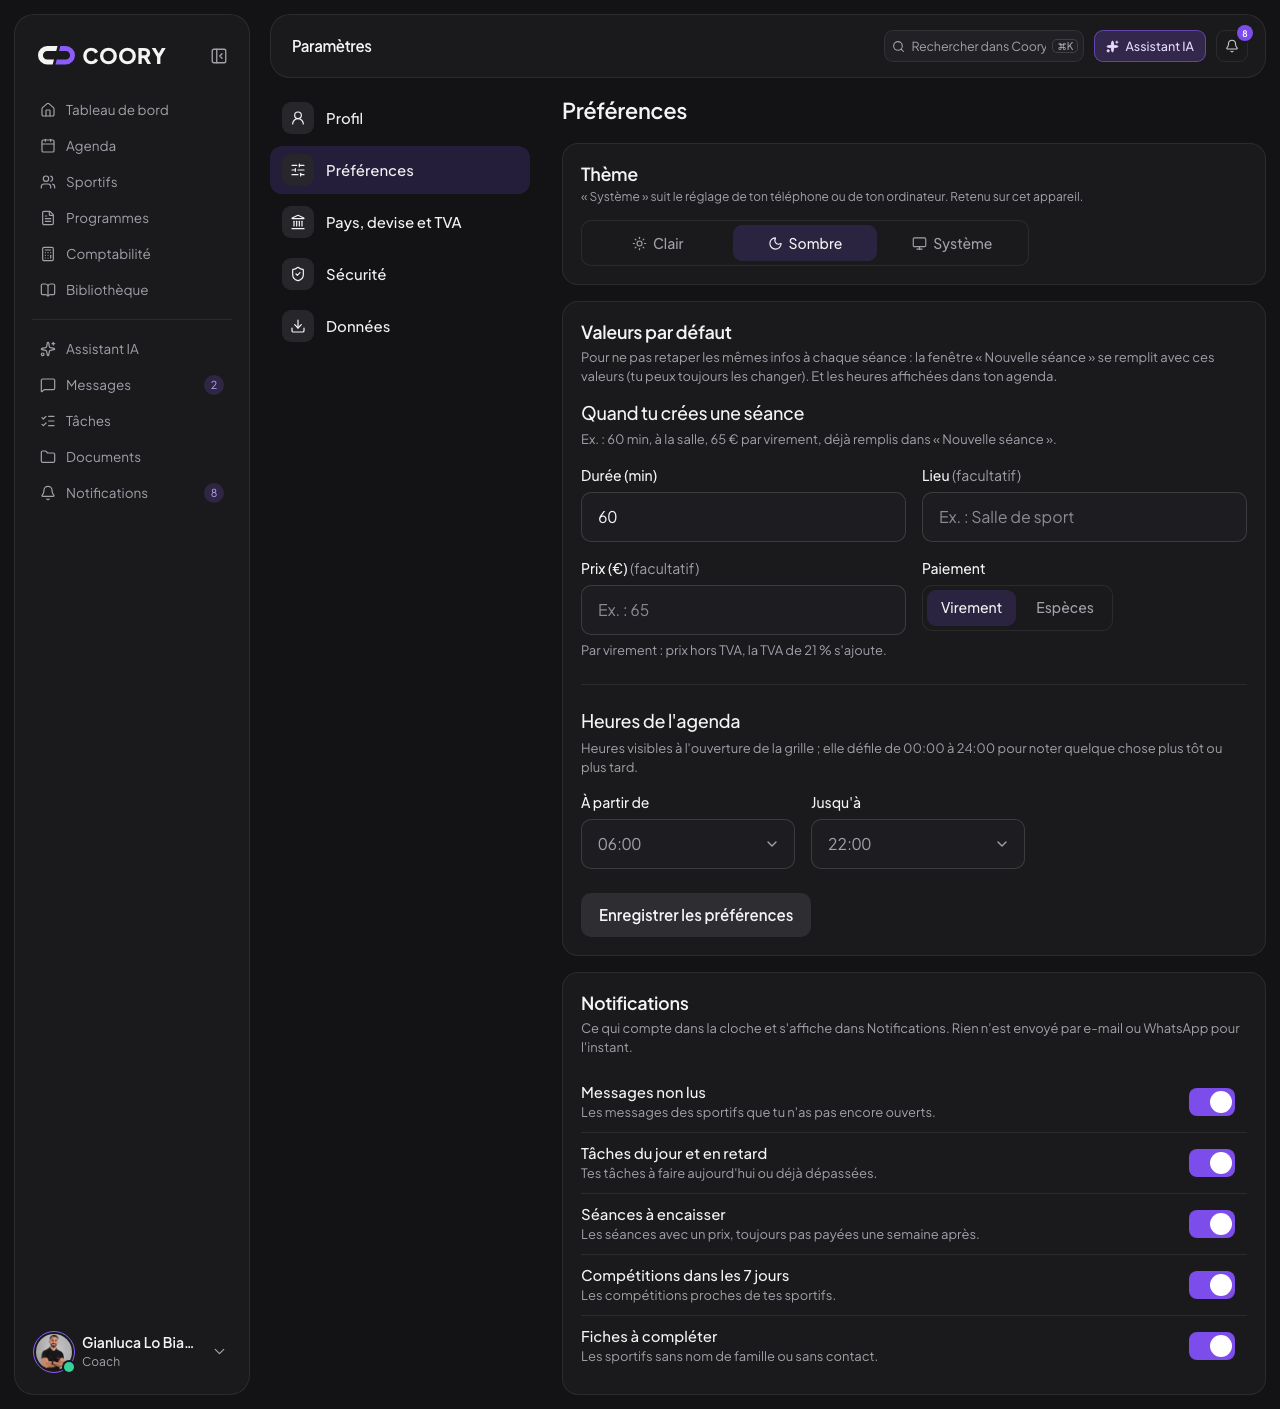 COORY
Tableau de bord
Agenda
Sportifs
Programmes
Comptabilité
Bibliothèque
Assistant IA
Messages 2
Tâches
Documents
Notifications 8
Gianluca Lo Bia...
Coach
Paramètres
Rechercher dans Coory ⌘K
Assistant IA
8
Profil
Préférences
Pays, devise et TVA
Sécurité
Données
Préférences
Thème
« Système » suit le réglage de ton téléphone ou de ton ordinateur. Retenu sur cet appareil.
Clair
Sombre
Système
Valeurs par défaut
Pour ne pas retaper les mêmes infos à chaque séance : la fenêtre « Nouvelle séance » se remplit avec ces
valeurs (tu peux toujours les changer). Et les heures affichées dans ton agenda.
Quand tu crées une séance
Ex. : 60 min, à la salle, 65 € par virement, déjà remplis dans « Nouvelle séance ».
Durée (min)
60
Lieu (facultatif)
Ex. : Salle de sport
Prix (€) (facultatif)
Ex. : 65
Par virement : prix hors TVA, la TVA de 21 % s'ajoute.
Paiement
Virement
Espèces
Heures de l'agenda
Heures visibles à l'ouverture de la grille ; elle défile de 00:00 à 24:00 pour noter quelque chose plus tôt ou
plus tard.
À partir de
06:00
Jusqu'à
22:00
Enregistrer les préférences
Notifications
Ce qui compte dans la cloche et s'affiche dans Notifications. Rien n'est envoyé par e-mail ou WhatsApp pour
l'instant.
Messages non lus
Les messages des sportifs que tu n'as pas encore ouverts.
Tâches du jour et en retard
Tes tâches à faire aujourd'hui ou déjà dépassées.
Séances à encaisser
Les séances avec un prix, toujours pas payées une semaine après.
Compétitions dans les 7 jours
Les compétitions proches de tes sportifs.
Fiches à compléter
Les sportifs sans nom de famille ou sans contact.